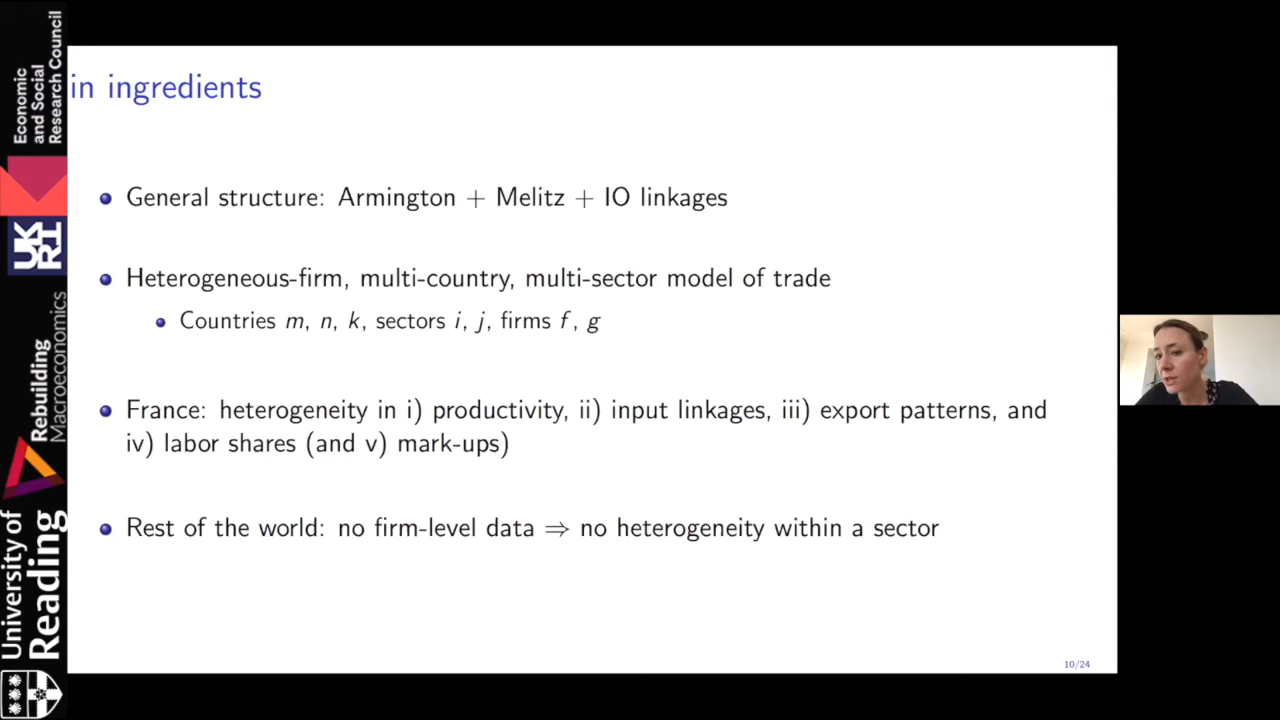 in ingredients
General structure: Armington + Melitz + IO linkages
Heterogeneous-firm, multi-country, multi-sector model of trade
Countries m, n, k, sectors i, j, firms f, g
France: heterogeneity in i) productivity, ii) input linkages, iii) export patterns, and
iv) labor shares (and v) mark-ups)
Rest of the world: no firm-level data ⇒ no heterogeneity within a sector
10/24
Economic
and Social
Research Council
UKRI
Rebuilding
Macroeconomics
University of
Reading